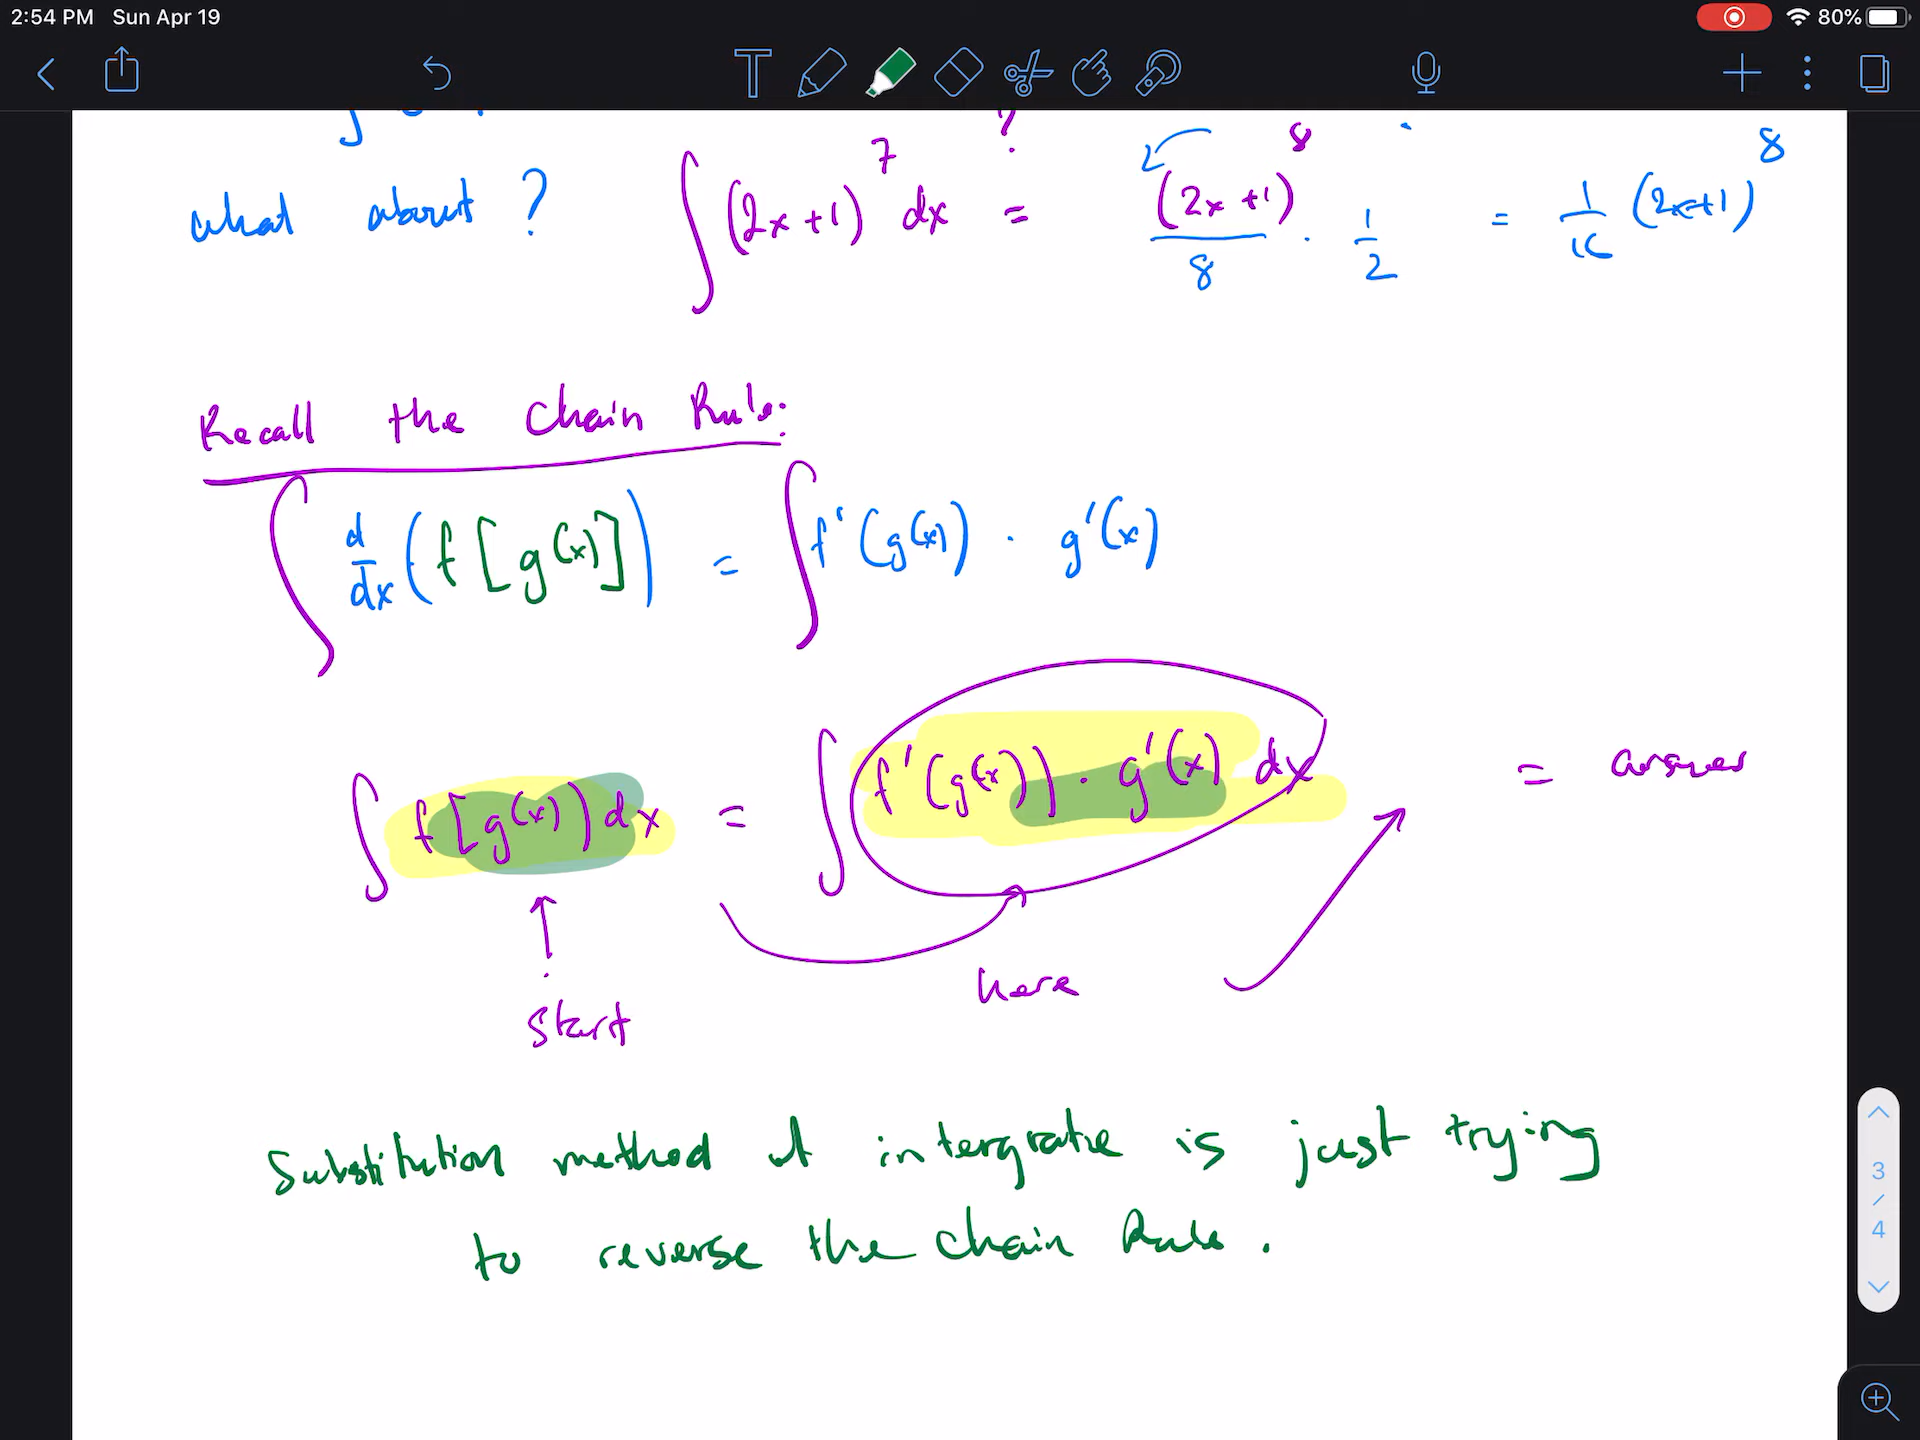 2:54 PM Sun Apr 19 80%
T
what about? ∫(2x+1)^7 dx =? (2x+1)^8/8 · 1/2 = 1/16 (2x+1)^8
Recall the Chain Rule:
∫ d/dx (f[g(x)]) = ∫ f'(g(x)) · g'(x)
∫ f[g(x)) dx = ∫ f'(g(x)) · g'(x) dx = answer
here
start
Substitution method of intergratie is just trying
to reverse the chain Rule.
3
/
4